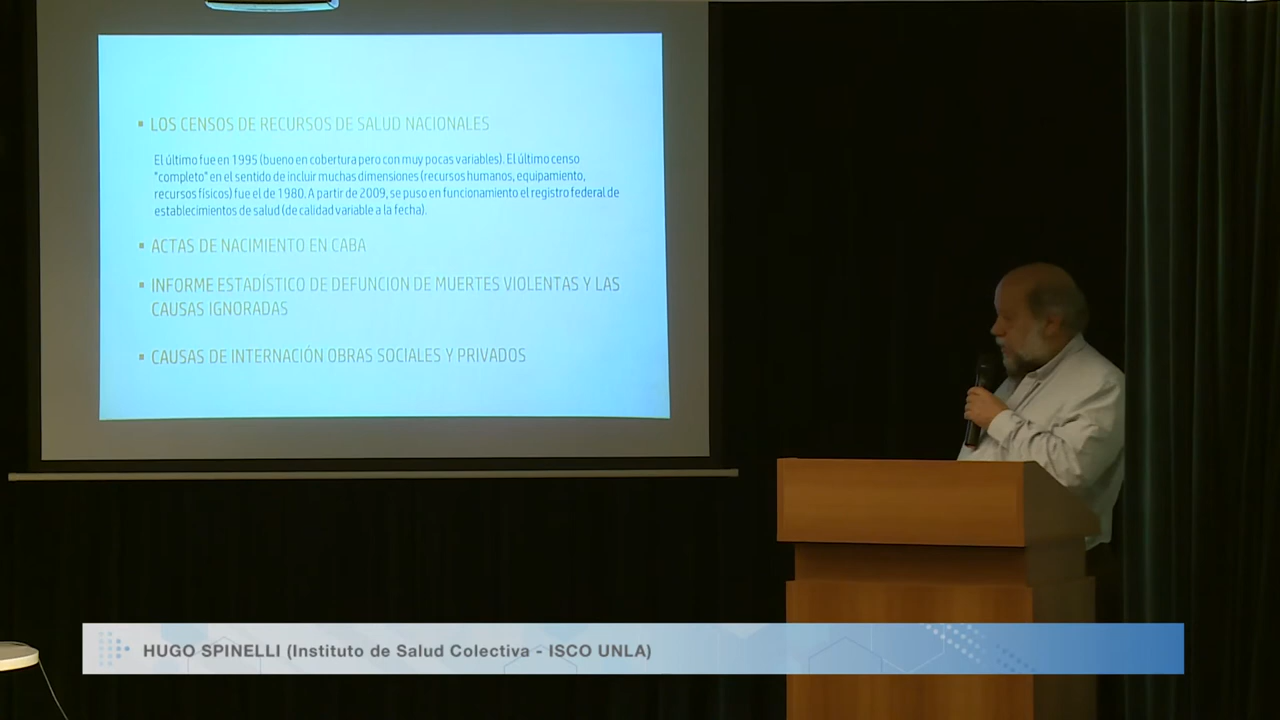 ▪ LOS CENSOS DE RECURSOS DE SALUD NACIONALES
El último fue en 1995 (bueno en cobertura pero con muy pocas variables). El último censo
"completo" en el sentido de incluir muchas dimensiones (recursos humanos, equipamiento,
recursos físicos) fue el de 1980. A partir de 2009, se puso en funcionamiento el registro federal de
establecimientos de salud (de calidad variable a la fecha).
▪ ACTAS DE NACIMIENTO EN CABA
▪ INFORME ESTADÍSTICO DE DEFUNCION DE MUERTES VIOLENTAS Y LAS
CAUSAS IGNORADAS
▪ CAUSAS DE INTERNACIÓN OBRAS SOCIALES Y PRIVADOS
HUGO SPINELLI (Instituto de Salud Colectiva - ISCO UNLA)